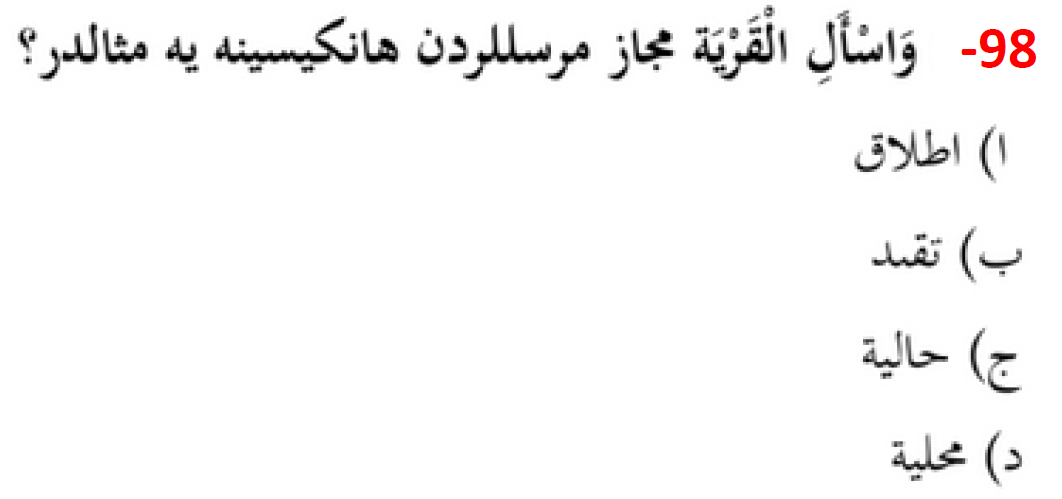 98- وَاسْأَلِ الْقَرْيَةَ مجاز مرسللردن هانكيسينه يه مثالدر؟
ا) اطلاق
ب) تقىد
ج) حالية
د) محلية